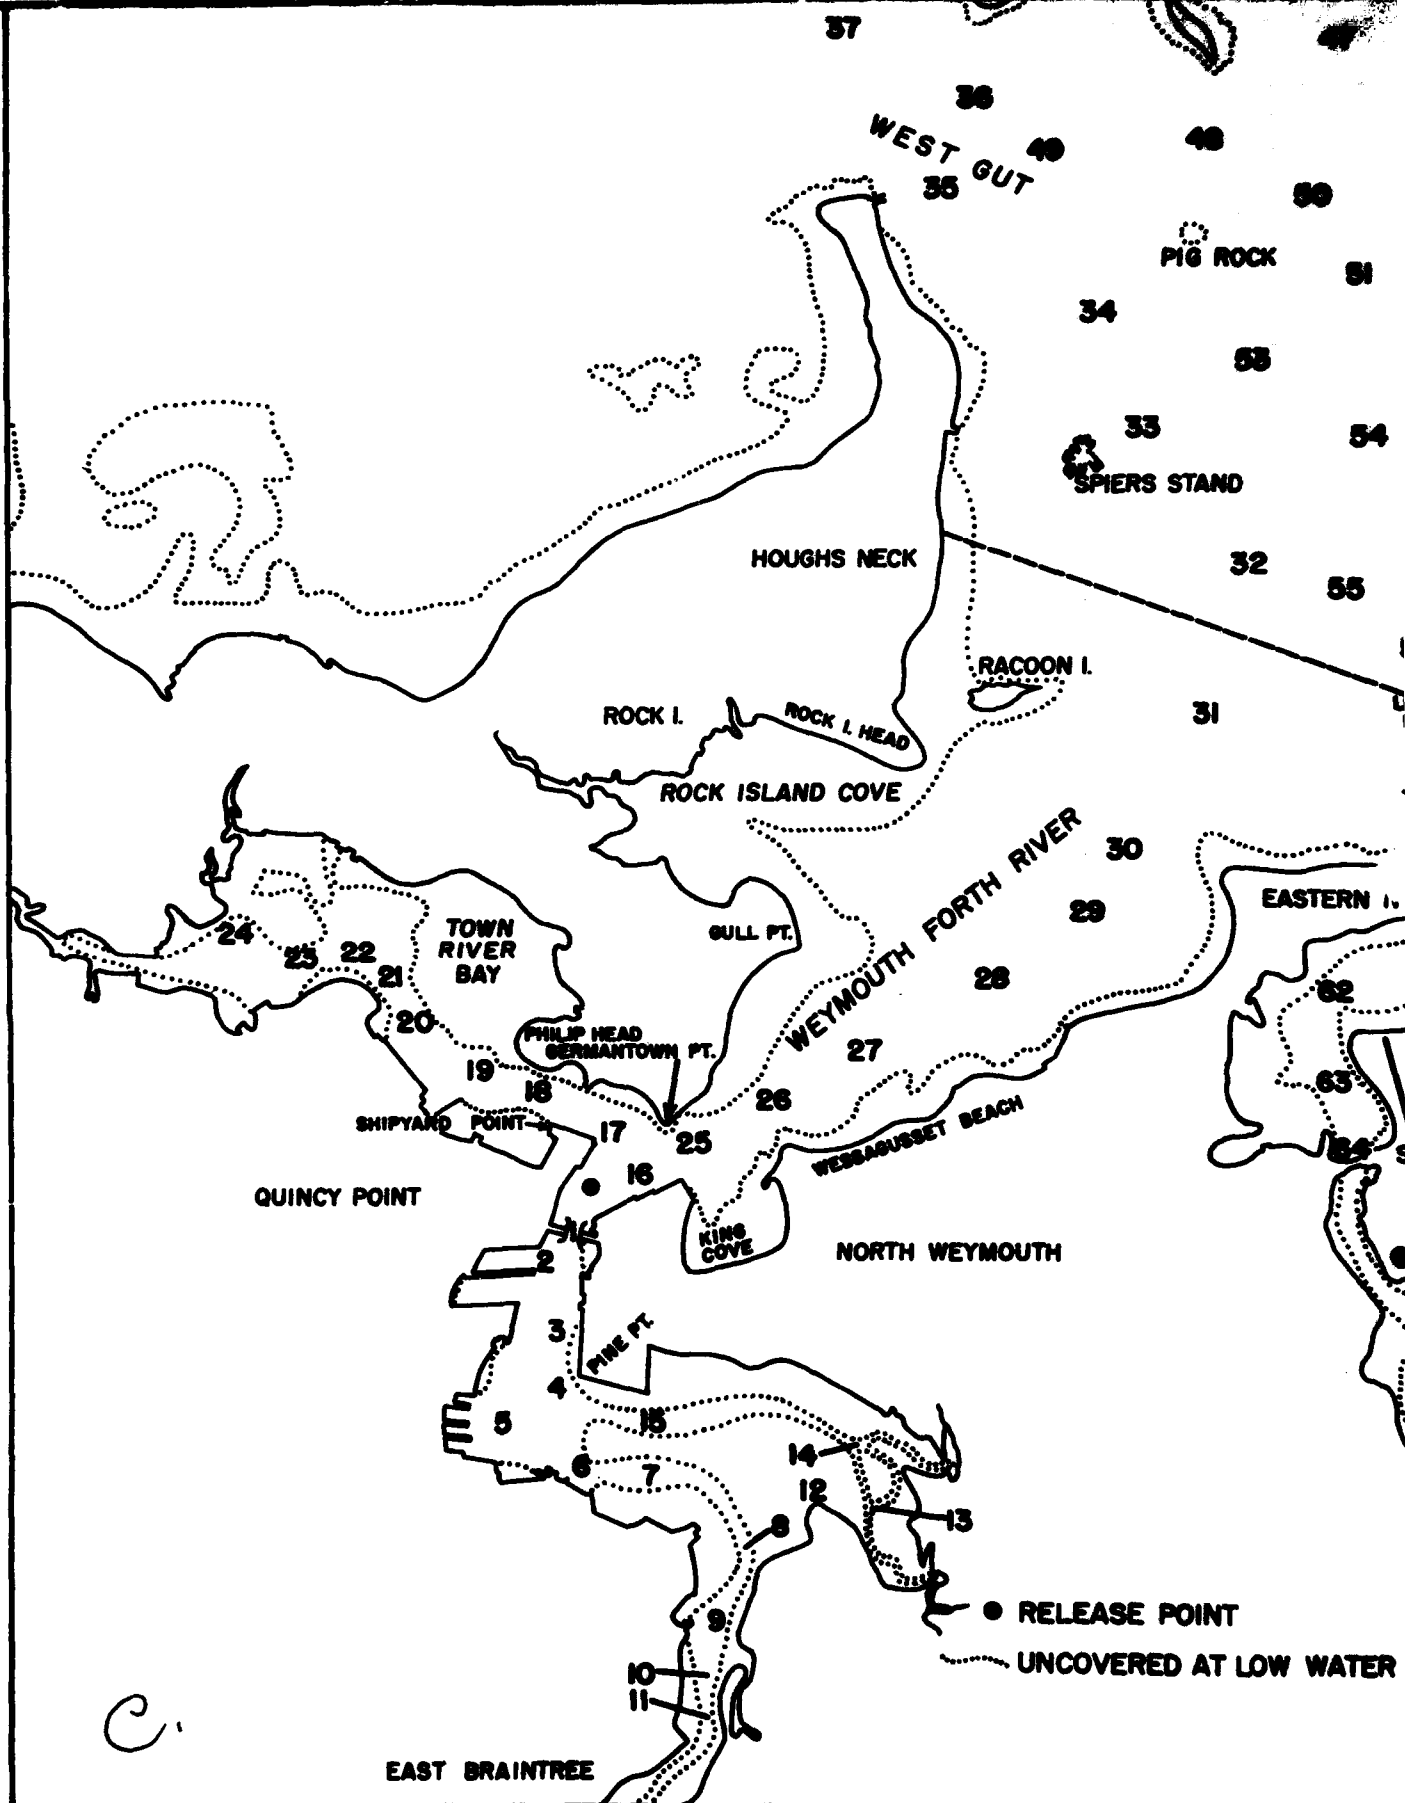 37
47
36
WEST GUT
49
48
35
50
PIG ROCK
51
34
53
33
54
SPIERS STAND
HOUGHS NECK
32
55
RACOON I.
31
ROCK I.
ROCK I. HEAD
ROCK ISLAND COVE
WEYMOUTH FORTH RIVER
30
29
EASTERN
GULL PT.
TOWN
RIVER
BAY
24
23
22
21
28
62
20
PHILIP HEAD
GERMANTOWN PT.
27
19
18
26
63
SHIPYARD POINT
17
25
WESSAGUSSET BEACH
64
16
QUINCY POINT
1
KING
COVE
NORTH WEYMOUTH
2
3
PINE PT.
4
5
15
6
7
14
12
8
13
9
RELEASE POINT
UNCOVERED AT LOW WATER
10
11
C.
EAST BRAINTREE